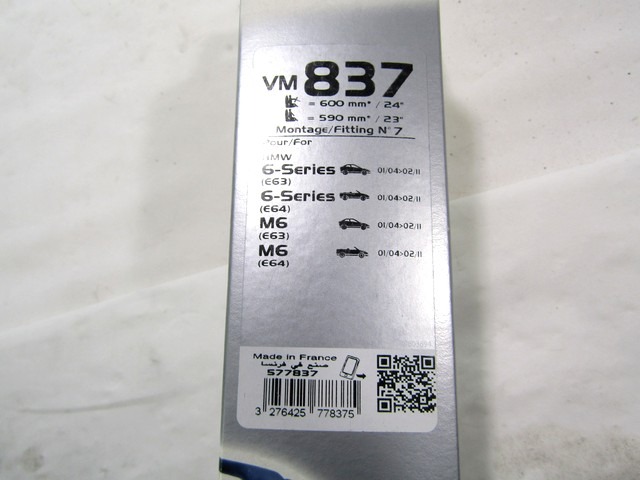 VM 837
= 600 mm* / 24"
= 590 mm* / 23"
Montage/Fitting N° 7
Pour/For
BMW
6-Series 01/04>02/11
(E63)
6-Series 01/04>02/11
(E64)
M6 01/04>02/11
(E63)
M6 01/04>02/11
(E64)
Made in France
صنع في فرنسا
577837
3 276425 778375